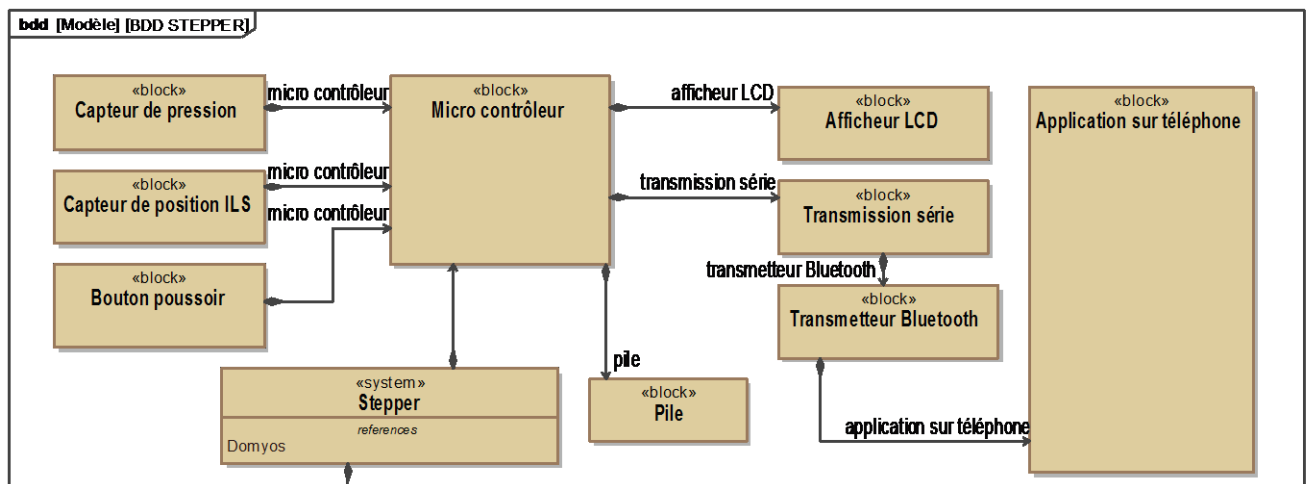 bdd [Modèle] [BDD STEPPER]
«block»
Capteur de pression
micro contrôleur
«block»
Micro contrôleur
afficheur LCD
«block»
Afficheur LCD
«block»
Application sur téléphone
«block»
Capteur de position ILS
micro contrôleur
micro contrôleur
transmission série
«block»
Transmission série
«block»
Bouton poussoir
transmetteur Bluetooth
«block»
Transmetteur Bluetooth
«system»
Stepper
references
Domyos
pile
«block»
Pile
application sur téléphone